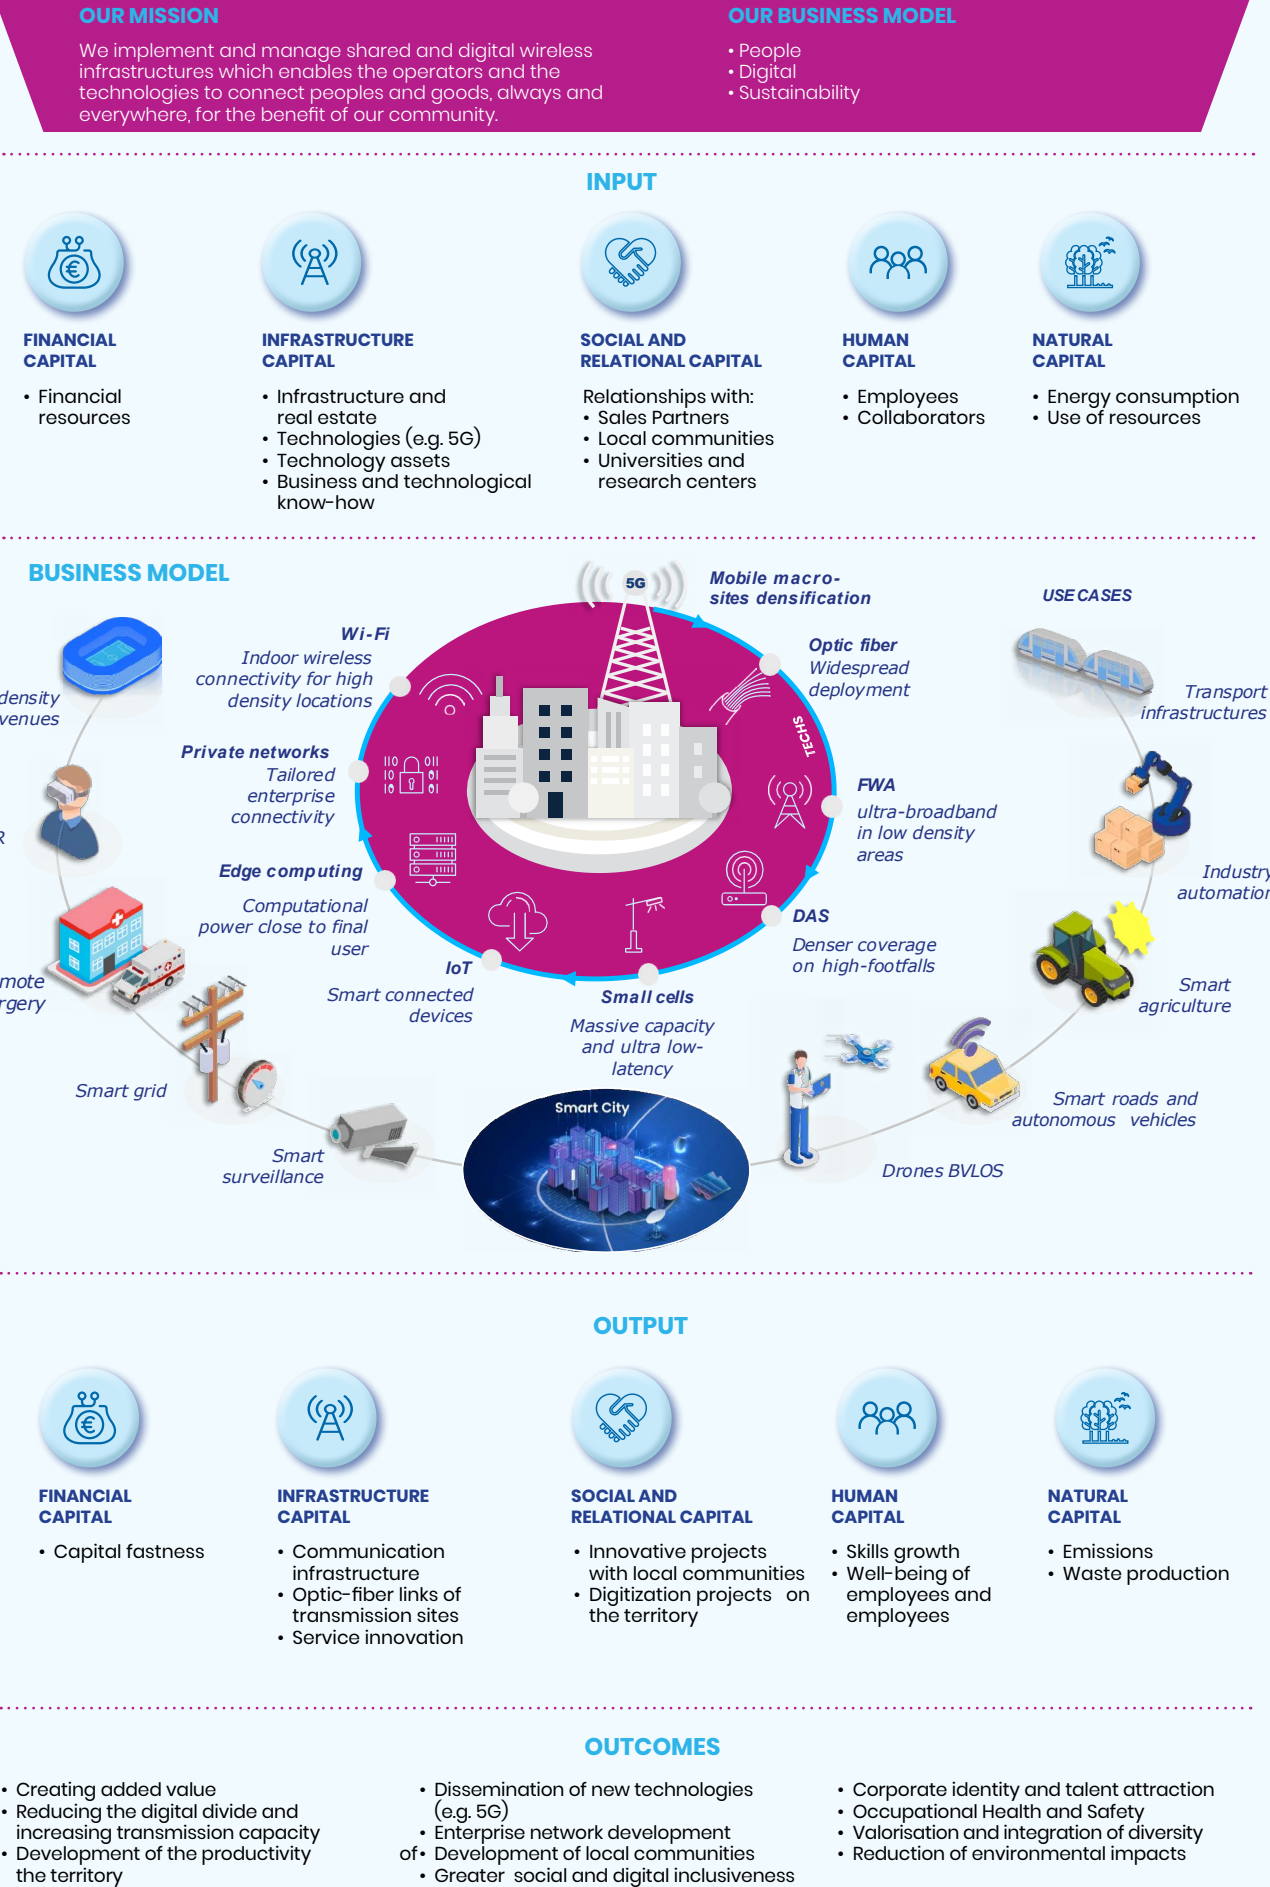 OUR MISSION
We implement and manage shared and digital wireless
infrastructures which enables the operators and the
technologies to connect peoples and goods, always and
everywhere, for the benefit of our community.
OUR BUSINESS MODEL
• People
• Digital
• Sustainability
INPUT
FINANCIAL
CAPITAL
• Financial
resources
INFRASTRUCTURE
CAPITAL
• Infrastructure and
real estate
• Technologies (e.g. 5G)
• Technology assets
• Business and technological
know-how
SOCIAL AND
RELATIONAL CAPITAL
Relationships with:
• Sales Partners
• Local communities
• Universities and
research centers
HUMAN
CAPITAL
• Employees
• Collaborators
NATURAL
CAPITAL
• Energy consumption
• Use of resources
BUSINESS MODEL
5G
Mobile macro-
sites densification
Optic fiber
Widespread
deployment
TECHS
FWA
ultra-broadband
in low density
areas
DAS
Denser coverage
on high-footfalls
Small cells
Massive capacity
and ultra low-
latency
IoT
Smart connected
devices
Edge computing
Computational
power close to final
user
Private networks
Tailored
enterprise
connectivity
Wi-Fi
Indoor wireless
connectivity for high
density locations
USE CASES
Transport
infrastructures
Industry
automation
Smart
agriculture
Smart roads and
autonomous vehicles
Drones BVLOS
Smart City
Smart
surveillance
Smart grid
mote
rgery
R
density
venues
OUTPUT
FINANCIAL
CAPITAL
• Capital fastness
INFRASTRUCTURE
CAPITAL
• Communication
infrastructure
• Optic-fiber links of
transmission sites
• Service innovation
SOCIAL AND
RELATIONAL CAPITAL
• Innovative projects
with local communities
• Digitization projects on
the territory
HUMAN
CAPITAL
• Skills growth
• Well-being of
employees and
employees
NATURAL
CAPITAL
• Emissions
• Waste production
OUTCOMES
• Creating added value
• Reducing the digital divide and
increasing transmission capacity
• Development of the productivity of
the territory
• Dissemination of new technologies
(e.g. 5G)
• Enterprise network development
• Development of local communities
• Greater social and digital inclusiveness
• Corporate identity and talent attraction
• Occupational Health and Safety
• Valorisation and integration of diversity
• Reduction of environmental impacts